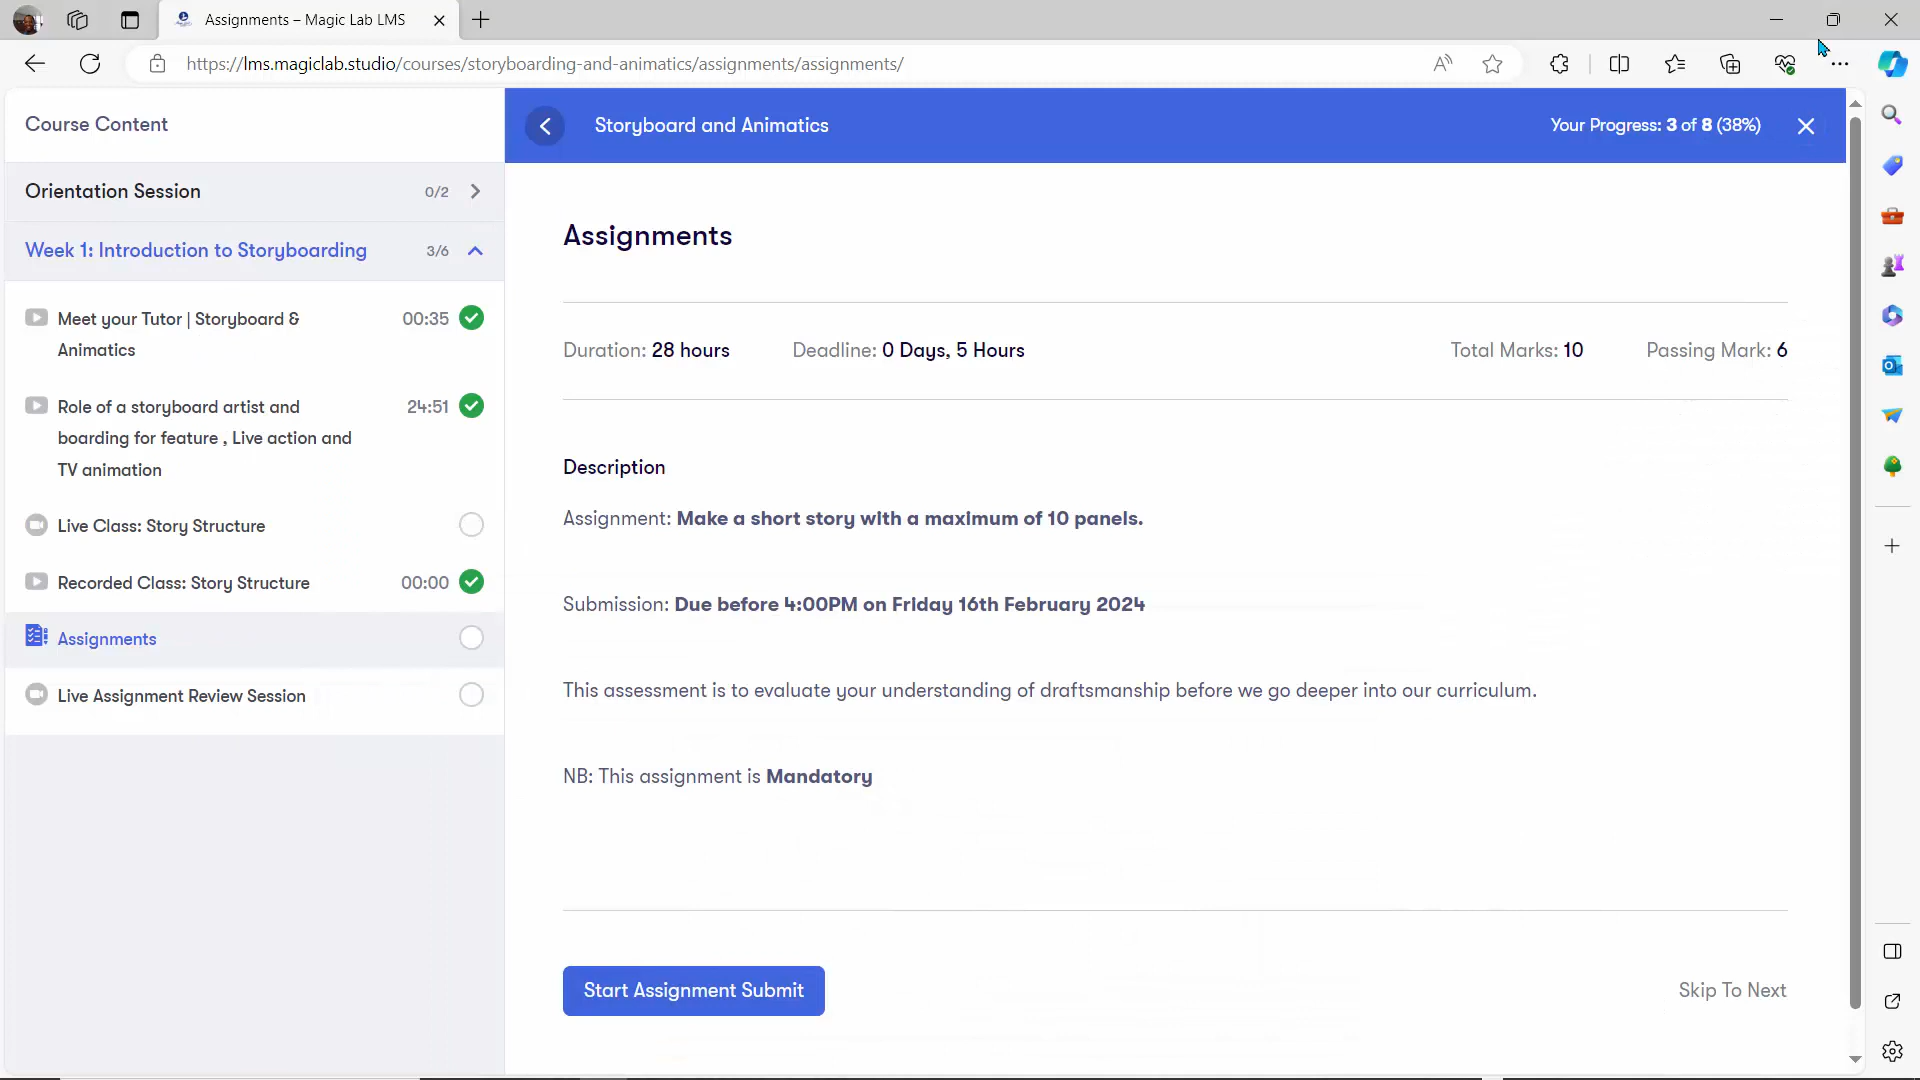 Assignments – Magic Lab LMS
https://lms.magiclab.studio/courses/storyboarding-and-animatics/assignments/assignments/
Course Content
Storyboard and Animatics
Your Progress: 3 of 8 (38%)
Orientation Session 0/2
Week 1: Introduction to Storyboarding 3/6
Meet your Tutor | Storyboard & 00:35
Animatics
Role of a storyboard artist and 24:51
boarding for feature , Live action and
TV animation
Live Class: Story Structure
Recorded Class: Story Structure 00:00
Assignments
Live Assignment Review Session
Assignments
Duration: 28 hours Deadline: 0 Days, 5 Hours Total Marks: 10 Passing Mark: 6
Description
Assignment: Make a short story with a maximum of 10 panels.
Submission: Due before 4:00PM on Friday 16th February 2024
This assessment is to evaluate your understanding of draftsmanship before we go deeper into our curriculum.
NB: This assignment is Mandatory
Start Assignment Submit
Skip To Next